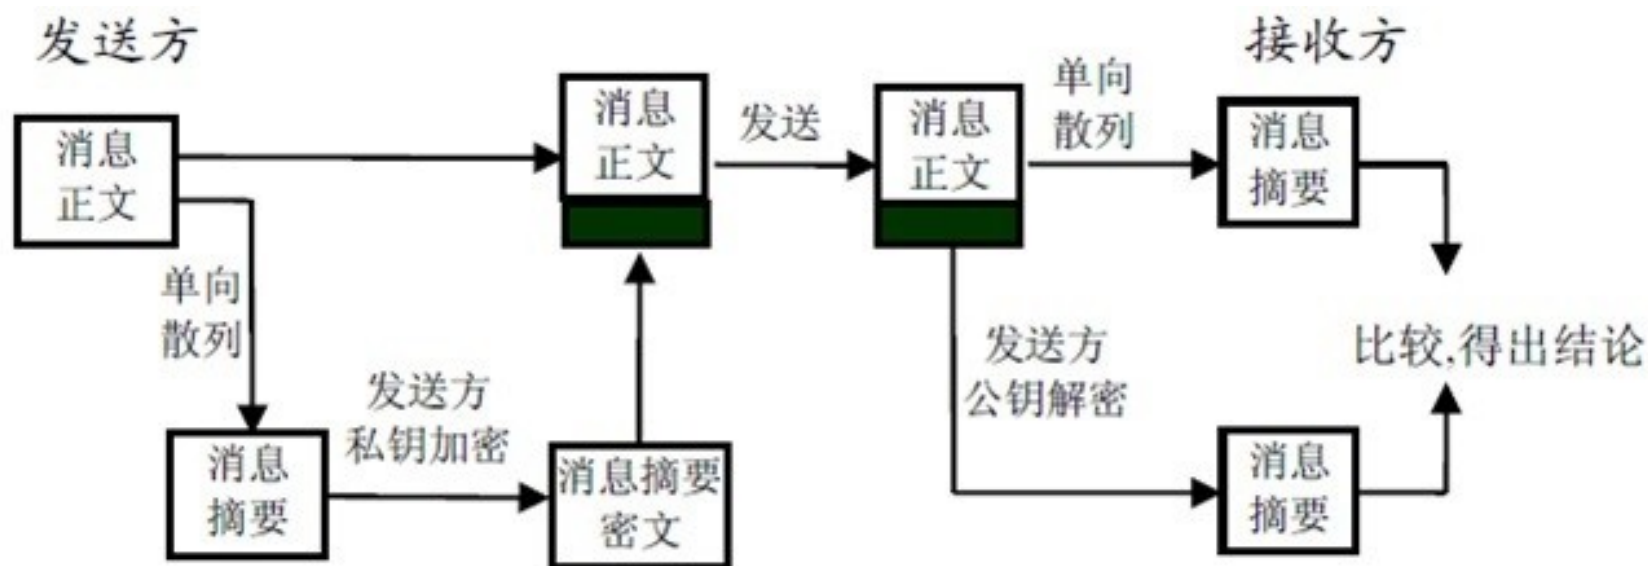 发送方
接收方
消息
正文
消息
正文
发送
消息
正文
单向
散列
消息
摘要
单向
散列
发送方
私钥加密
发送方
公钥解密
比较,得出结论
消息
摘要
消息摘要
密文
消息
摘要